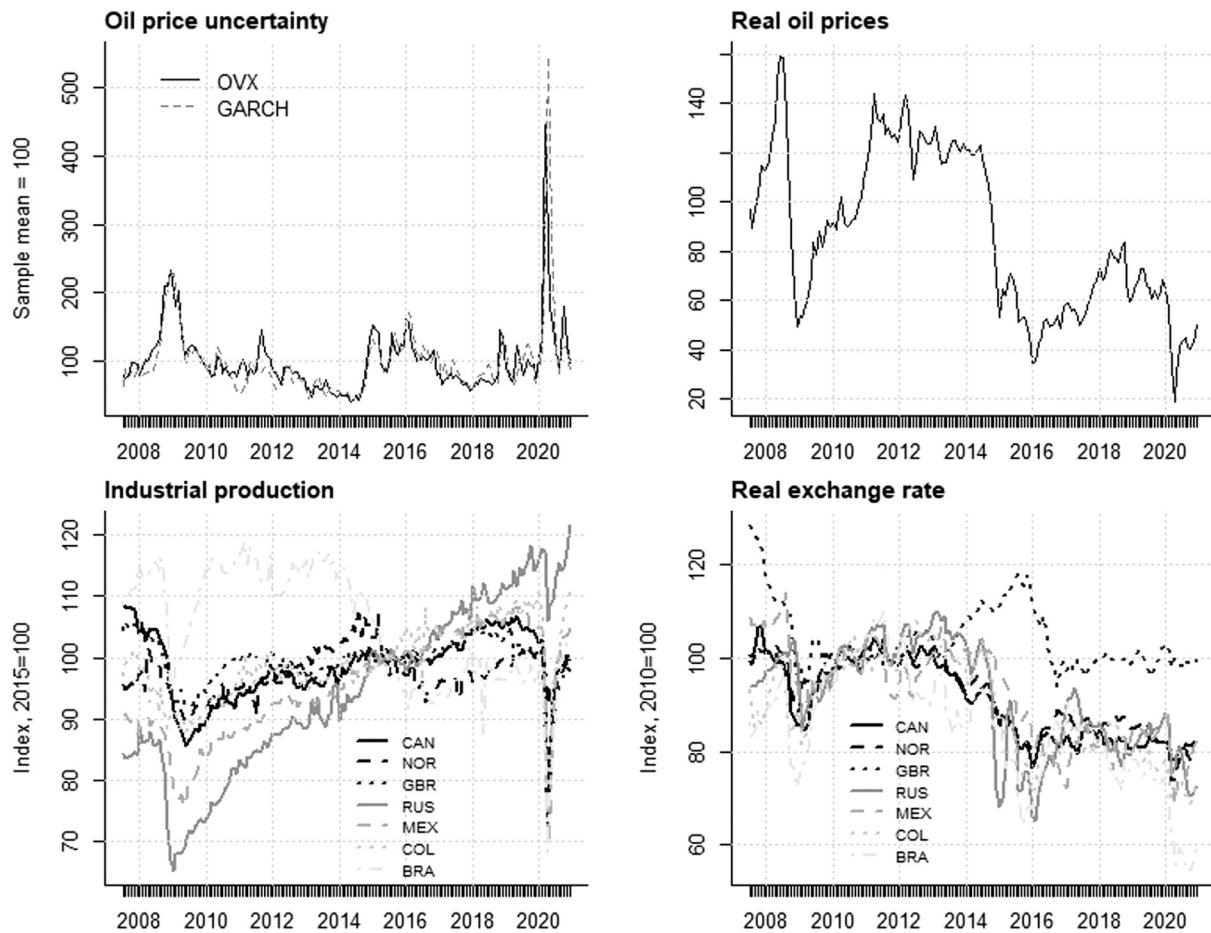 Oil price uncertainty
Sample mean = 100
500
400
300
200
100
OVX
GARCH
2008 2010 2012 2014 2016 2018 2020
Real oil prices
140
100
80
60
40
20
2008 2010 2012 2014 2016 2018 2020
Industrial production
Index, 2015=100
120
110
100
90
80
70
CAN
NOR
GBR
RUS
MEX
COL
BRA
2008 2010 2012 2014 2016 2018 2020
Real exchange rate
Index, 2010=100
120
100
80
60
CAN
NOR
GBR
RUS
MEX
COL
BRA
2008 2010 2012 2014 2016 2018 2020